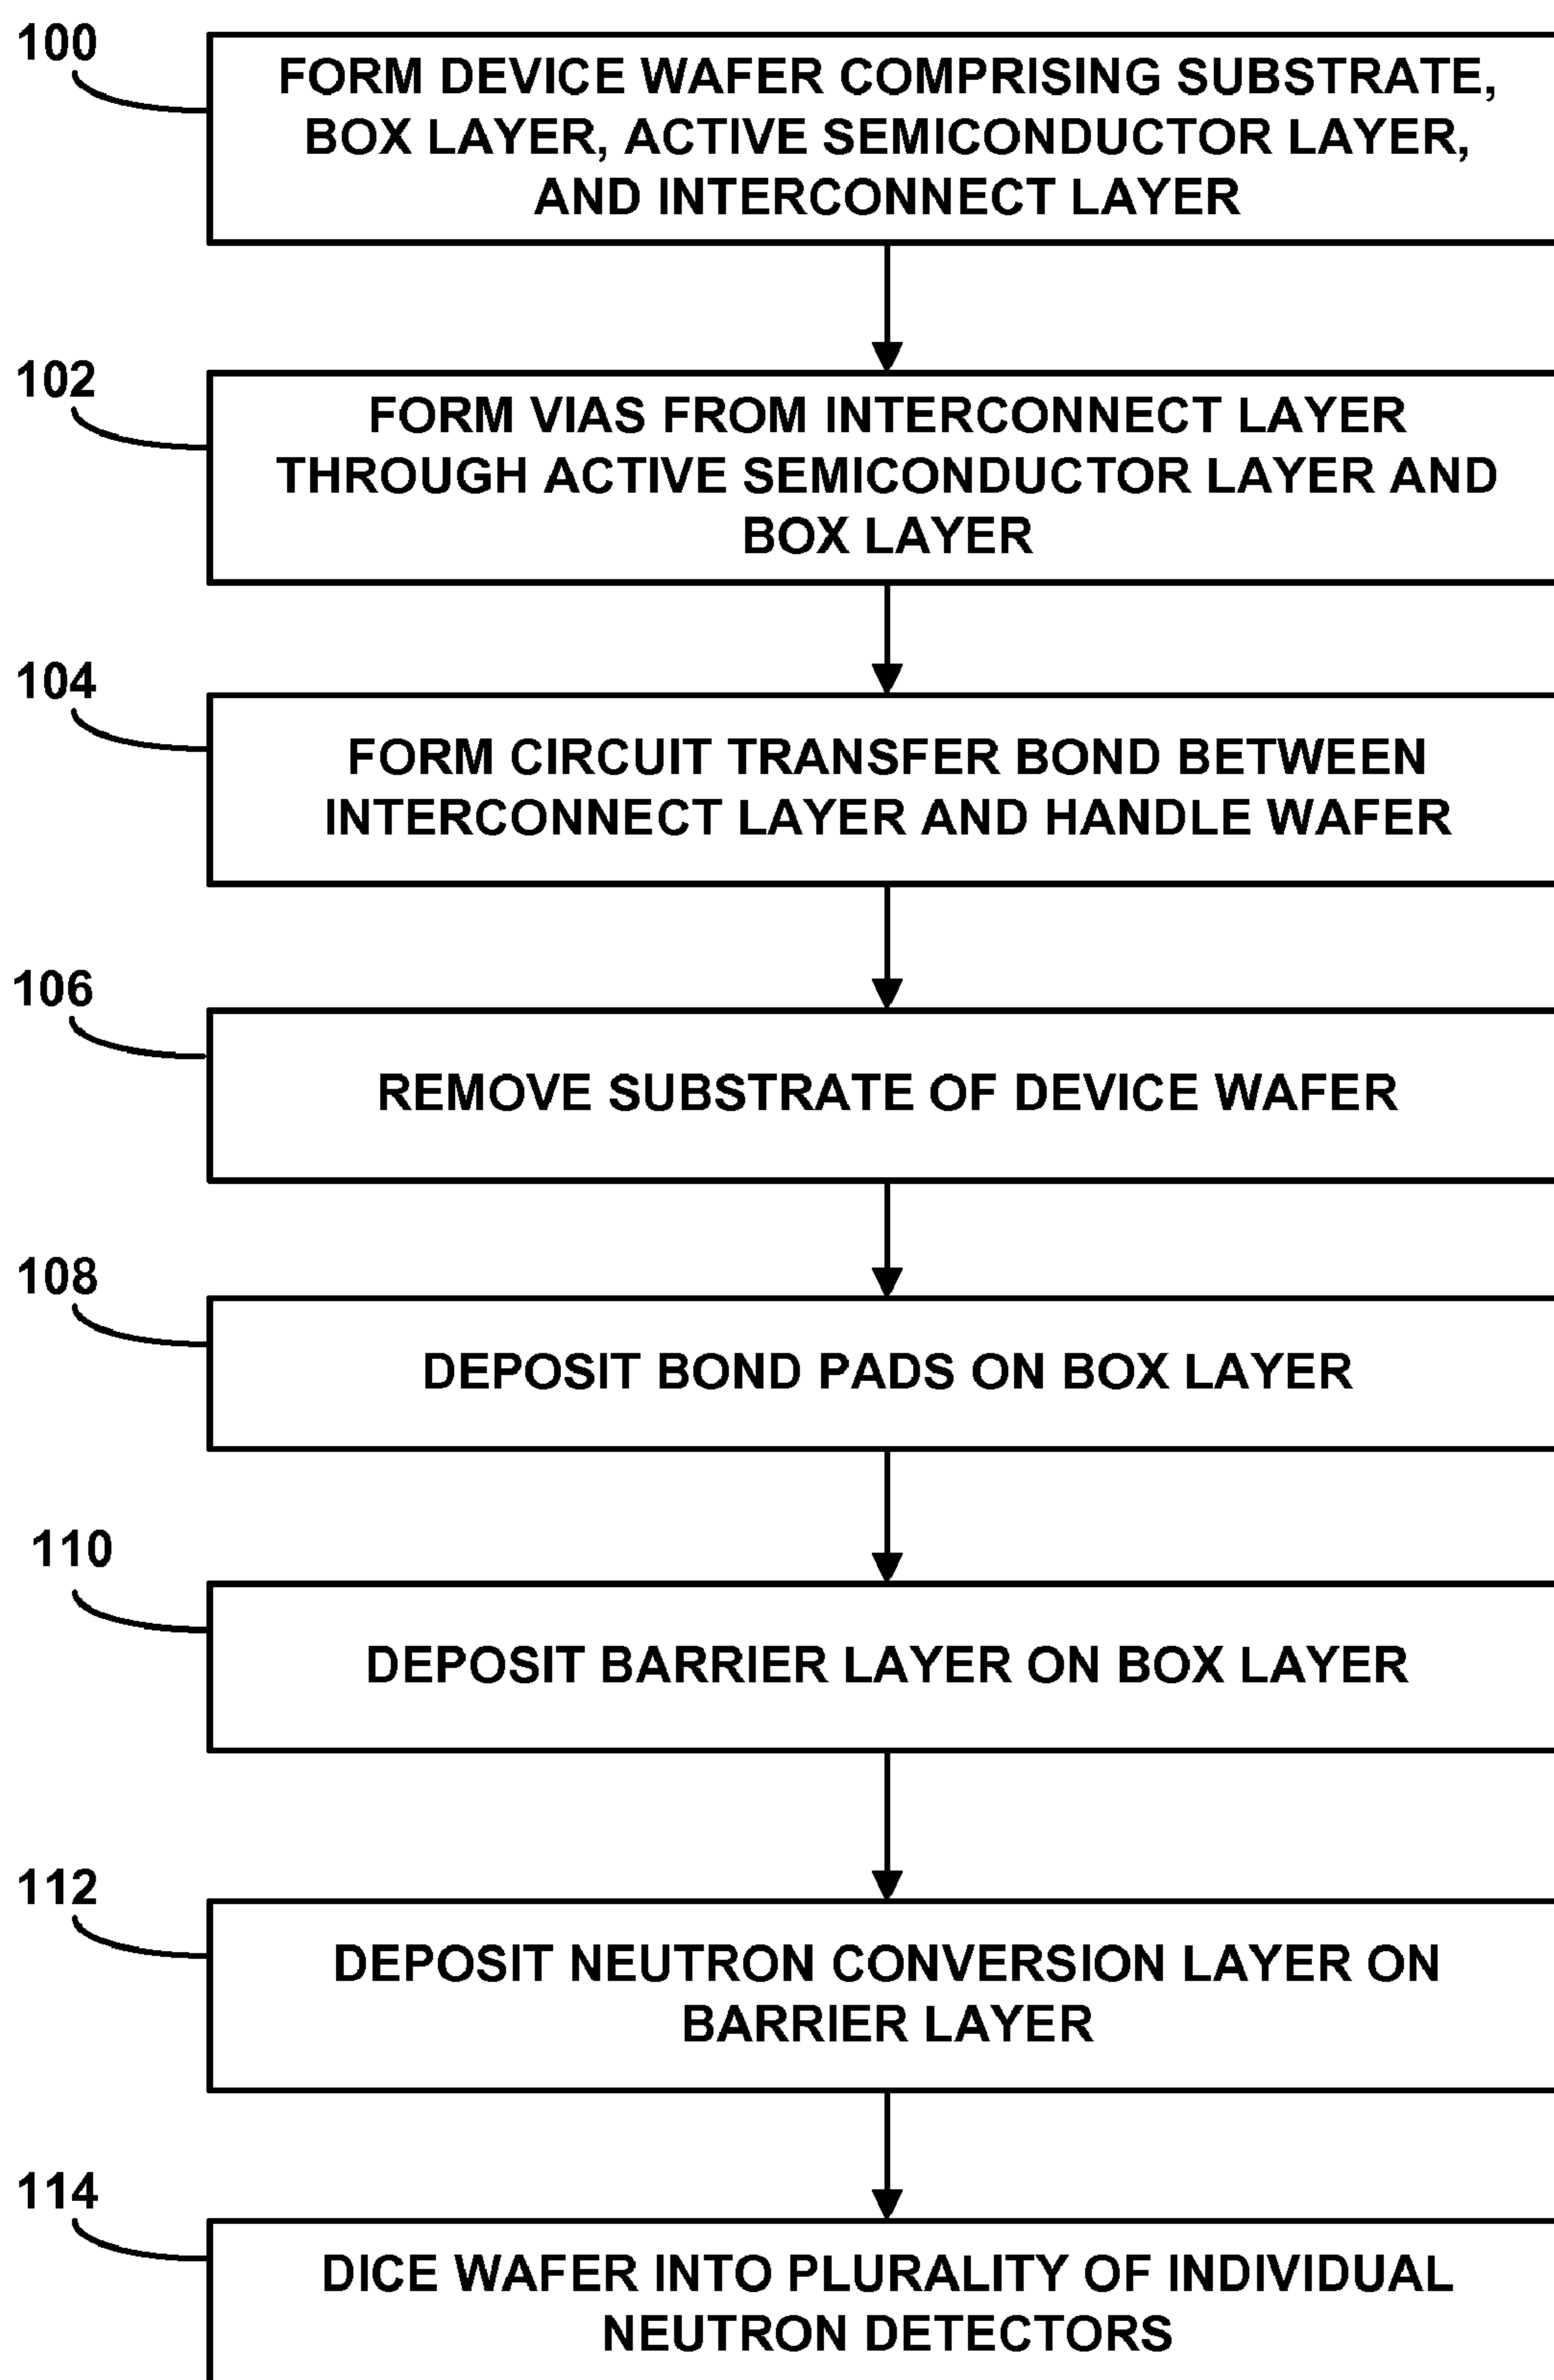 100
FORM DEVICE WAFER COMPRISING SUBSTRATE,
BOX LAYER, ACTIVE SEMICONDUCTOR LAYER,
AND INTERCONNECT LAYER
102
FORM VIAS FROM INTERCONNECT LAYER
THROUGH ACTIVE SEMICONDUCTOR LAYER AND
BOX LAYER
104
FORM CIRCUIT TRANSFER BOND BETWEEN
INTERCONNECT LAYER AND HANDLE WAFER
106
REMOVE SUBSTRATE OF DEVICE WAFER
108
DEPOSIT BOND PADS ON BOX LAYER
110
DEPOSIT BARRIER LAYER ON BOX LAYER
112
DEPOSIT NEUTRON CONVERSION LAYER ON
BARRIER LAYER
114
DICE WAFER INTO PLURALITY OF INDIVIDUAL
NEUTRON DETECTORS